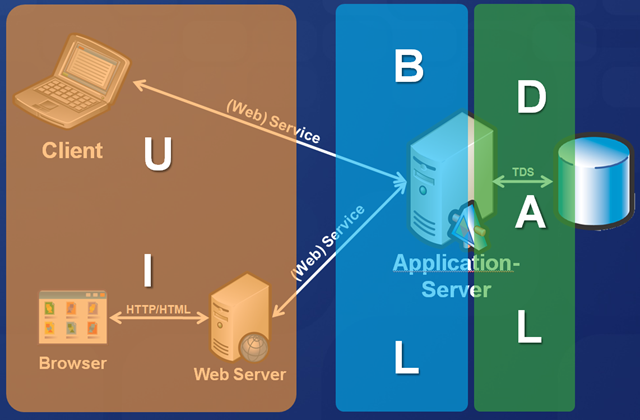 Client
U
I
Browser
HTTP/HTML
Web Server
(Web) Service
(Web) Service
B
L
Application-
Server
TDS
D
A
L